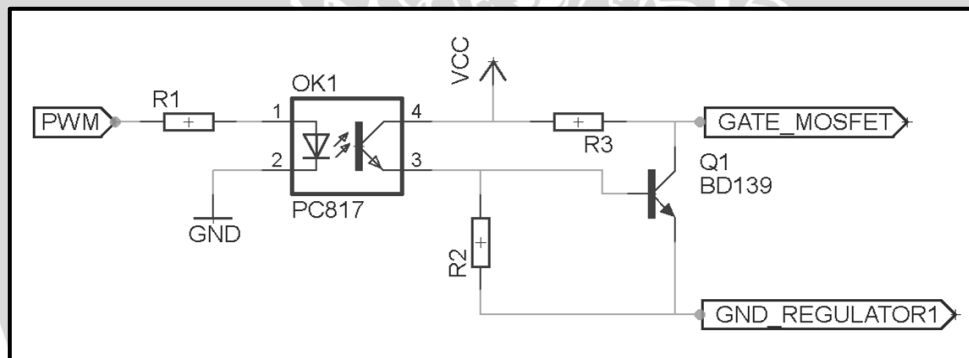 VCC
OK1
R1
1
4
PWM
GATE_MOSFET
R3
Q1
BD139
2
3
PC817
GND
R2
GND_REGULATOR1